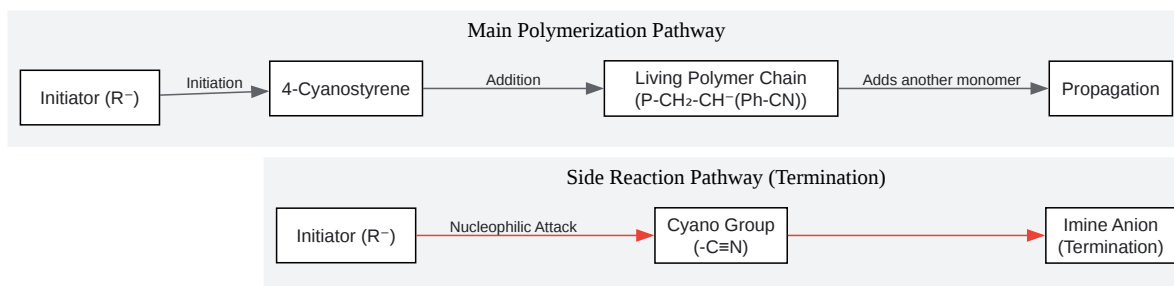 Main Polymerization Pathway
Initiator (R⁻)
Initiation
4-Cyanostyrene
Addition
Living Polymer Chain
(P-CH₂-CH⁻(Ph-CN))
Adds another monomer
Propagation
Side Reaction Pathway (Termination)
Initiator (R⁻)
Nucleophilic Attack
Cyano Group
(-C≡N)
Imine Anion
(Termination)